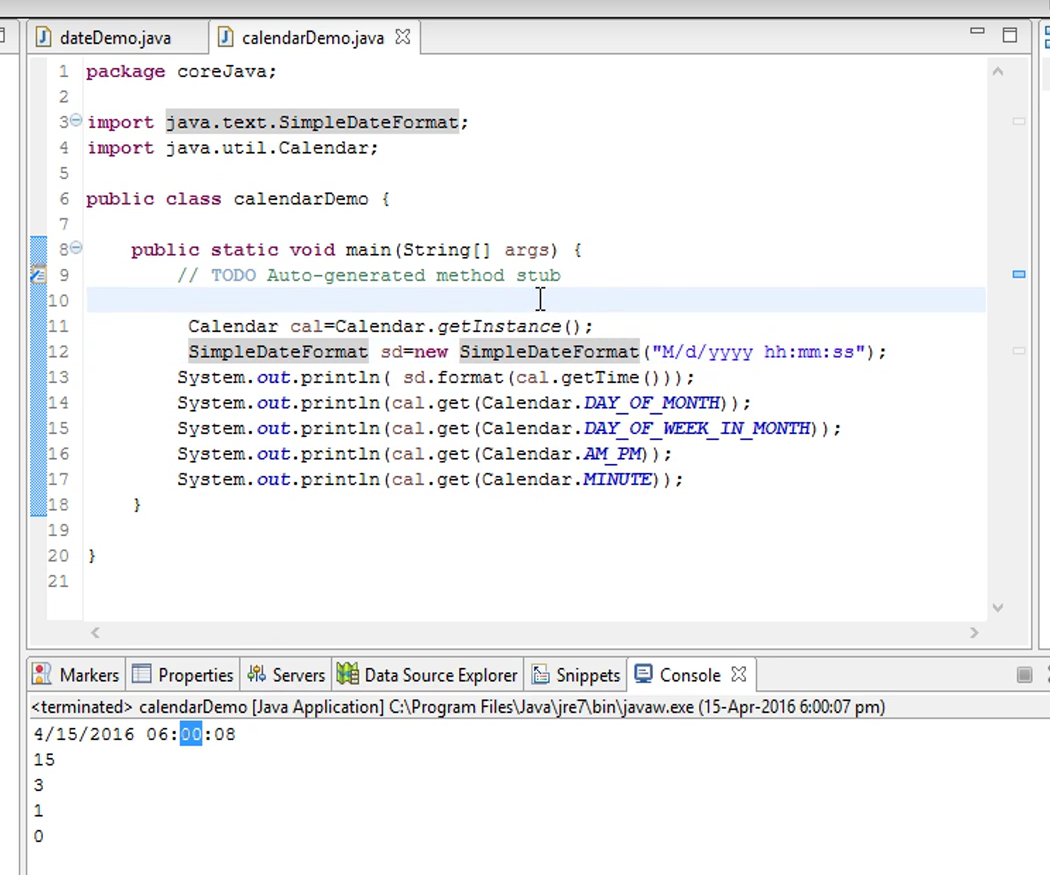 dateDemo.java calendarDemo.java
1 package coreJava;
2
3 import java.text.SimpleDateFormat;
4 import java.util.Calendar;
5
6 public class calendarDemo {
7
8 public static void main(String[] args) {
9 // TODO Auto-generated method stub
10
11 Calendar cal=Calendar.getInstance();
12 SimpleDateFormat sd=new SimpleDateFormat("M/d/yyyy hh:mm:ss");
13 System.out.println( sd.format(cal.getTime()));
14 System.out.println(cal.get(Calendar.DAY_OF_MONTH));
15 System.out.println(cal.get(Calendar.DAY_OF_WEEK_IN_MONTH));
16 System.out.println(cal.get(Calendar.AM_PM));
17 System.out.println(cal.get(Calendar.MINUTE));
18 }
19
20 }
21
Markers Properties Servers Data Source Explorer Snippets Console
<terminated> calendarDemo [Java Application] C:\Program Files\Java\jre7\bin\javaw.exe (15-Apr-2016 6:00:07 pm)
4/15/2016 06:00:08
15
3
1
0